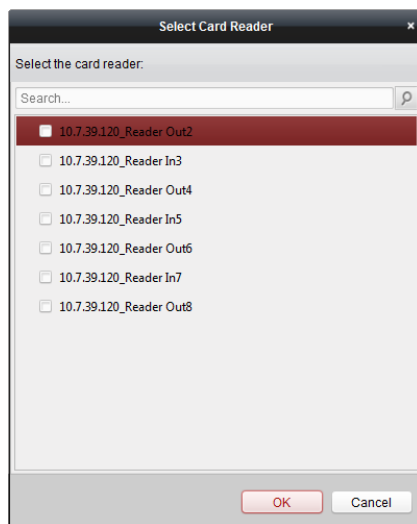 Select Card Reader
Select the card reader:
Search...
10.7.39.120_Reader Out2
10.7.39.120_Reader In3
10.7.39.120_Reader Out4
10.7.39.120_Reader In5
10.7.39.120_Reader Out6
10.7.39.120_Reader In7
10.7.39.120_Reader Out8
OK Cancel